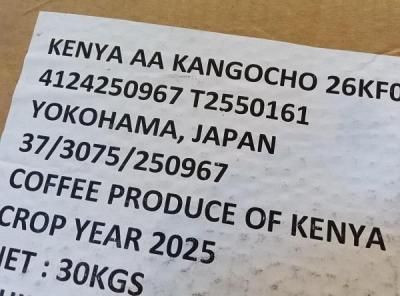 KENYA AA KANGOCHO 26KF0
4124250967 T2550161
YOKOHAMA, JAPAN
37/3075/250967
COFFEE PRODUCE OF KENYA
CROP YEAR 2025
NET : 30KGS